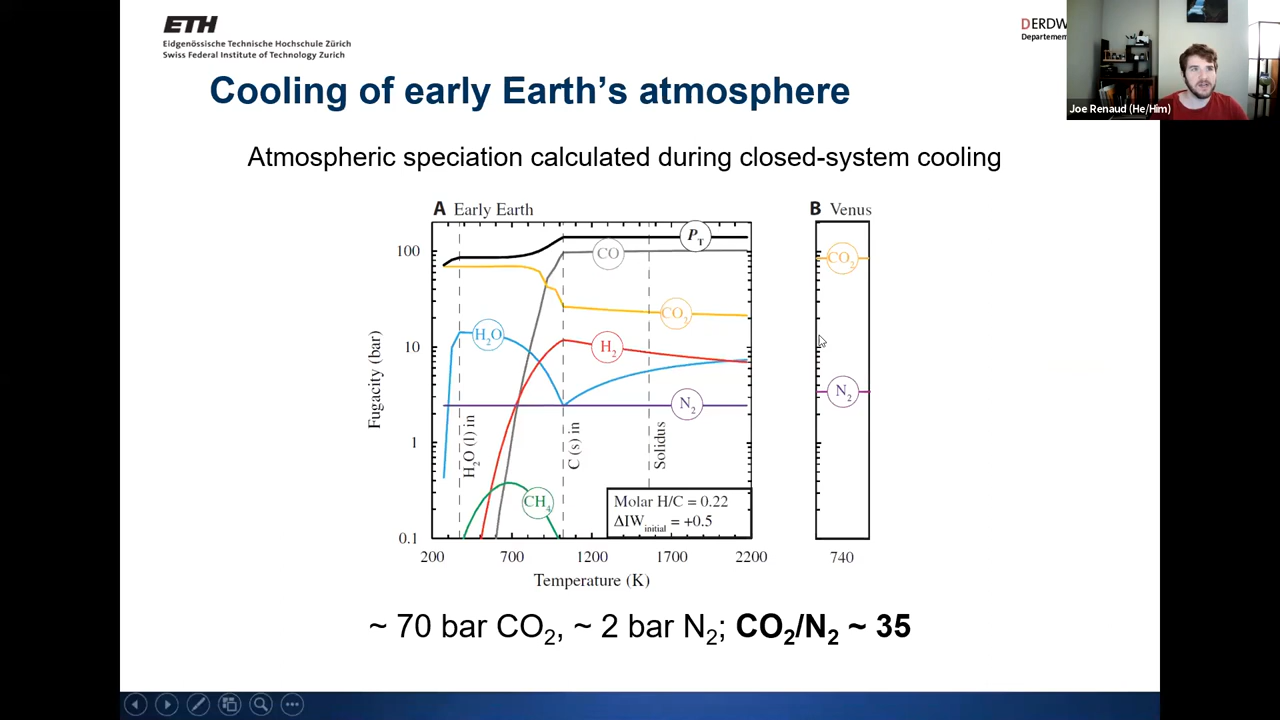 ETH
Eidgenössische Technische Hochschule Zürich
Swiss Federal Institute of Technology Zurich
DERDW
Departement
Joe Renaud (He/Him)
Cooling of early Earth's atmosphere
Atmospheric speciation calculated during closed-system cooling
A Early Earth
B Venus
P_T
CO
CO₂
H₂O
H₂
N₂
CH₄
CO₂
N₂
100
10
1
0.1
Fugacity (bar)
H₂O (l) in
C (s) in
Solidus
Molar H/C = 0.22
ΔIW_initial = +0.5
200 700 1200 1700 2200
740
Temperature (K)
~ 70 bar CO₂, ~ 2 bar N₂; CO₂/N₂ ~ 35